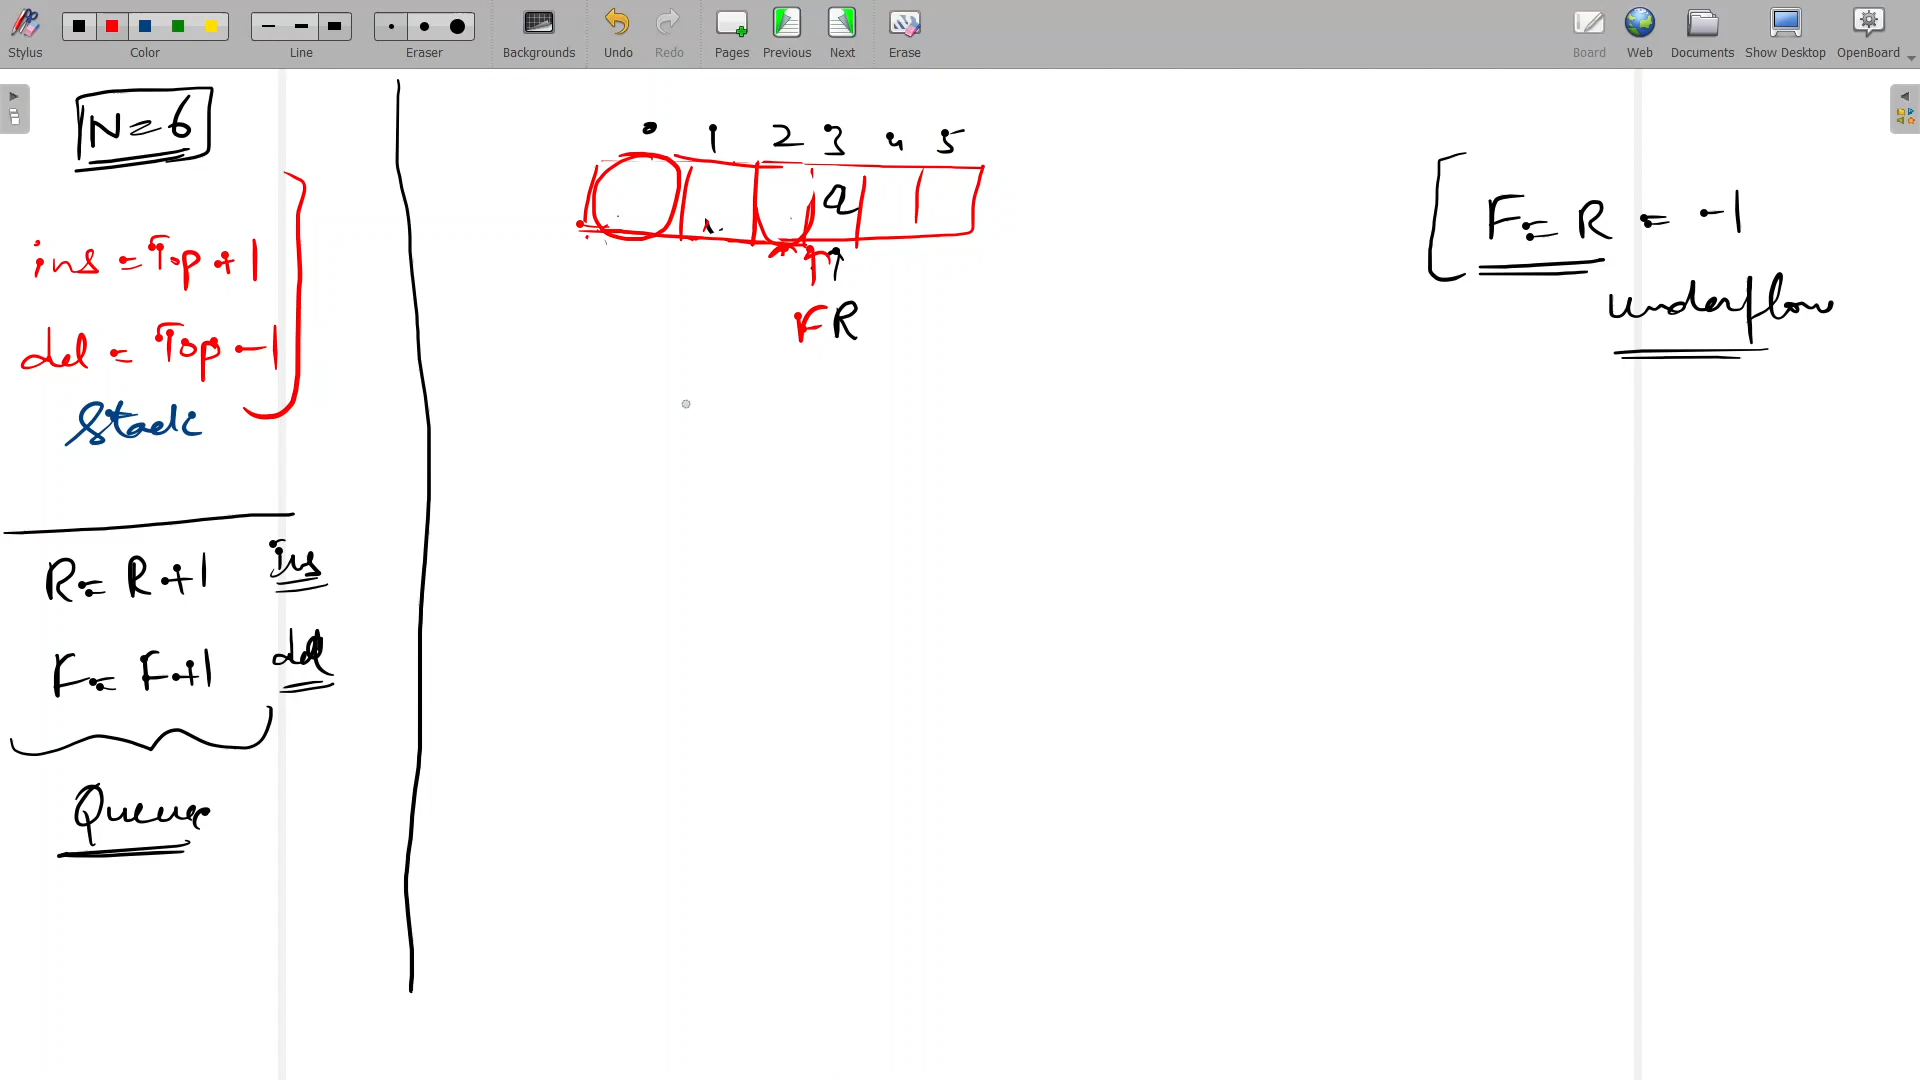 Stylus Color Line Eraser Backgrounds Undo Redo Pages Previous Next Erase Board Web Documents Show Desktop OpenBoard
N = 6
ins = Top + 1
del = Top - 1
Stack
R = R + 1 ins
F = F + 1 del
Queue
0 1 2 3 4 5
a
F R
F = R = -1
underflow